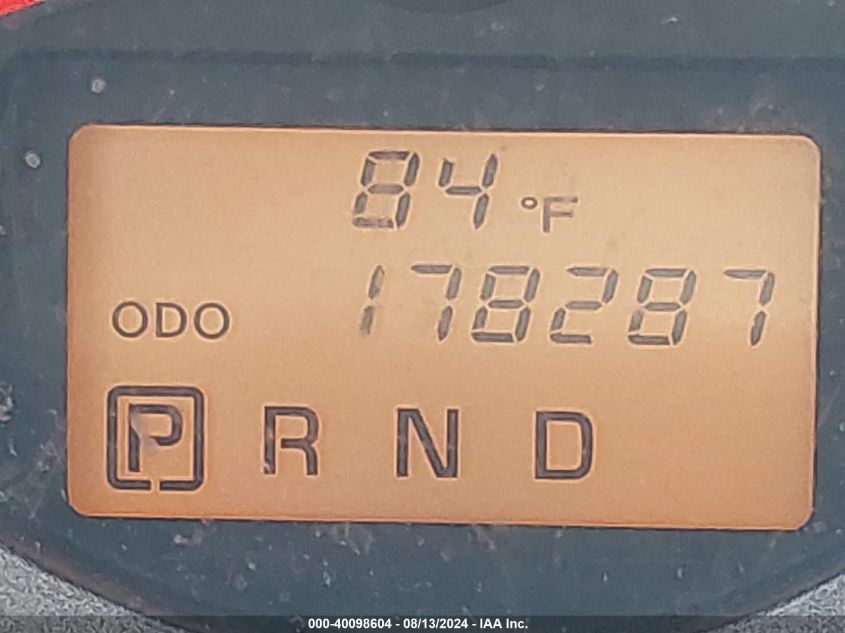 84 °F
ODO 178287
P R N D
000-40098604 - 08/13/2024 - IAA Inc.